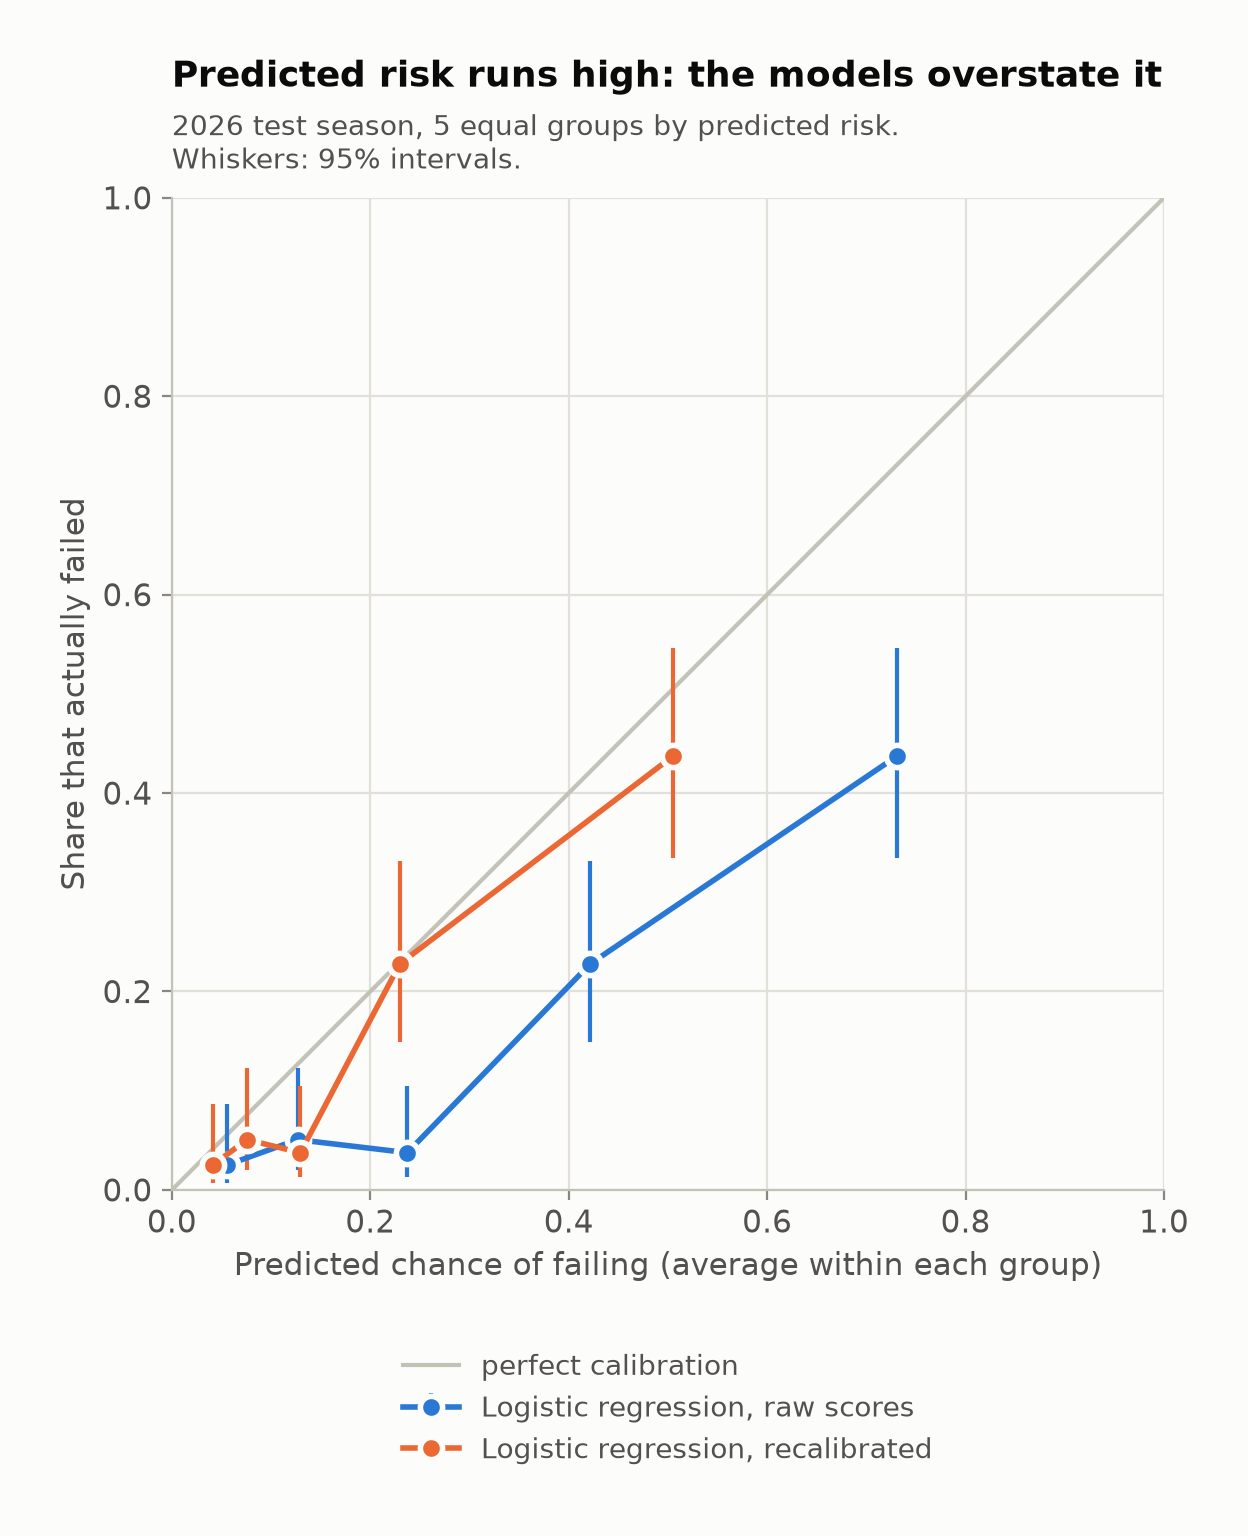 Predicted risk runs high: the models overstate it
2026 test season, 5 equal groups by predicted risk.
Whiskers: 95% intervals.
1.0
0.8
0.6
0.4
0.2
0.0
Share that actually failed
0.0 0.2 0.4 0.6 0.8 1.0
Predicted chance of failing (average within each group)
perfect calibration
Logistic regression, raw scores
Logistic regression, recalibrated